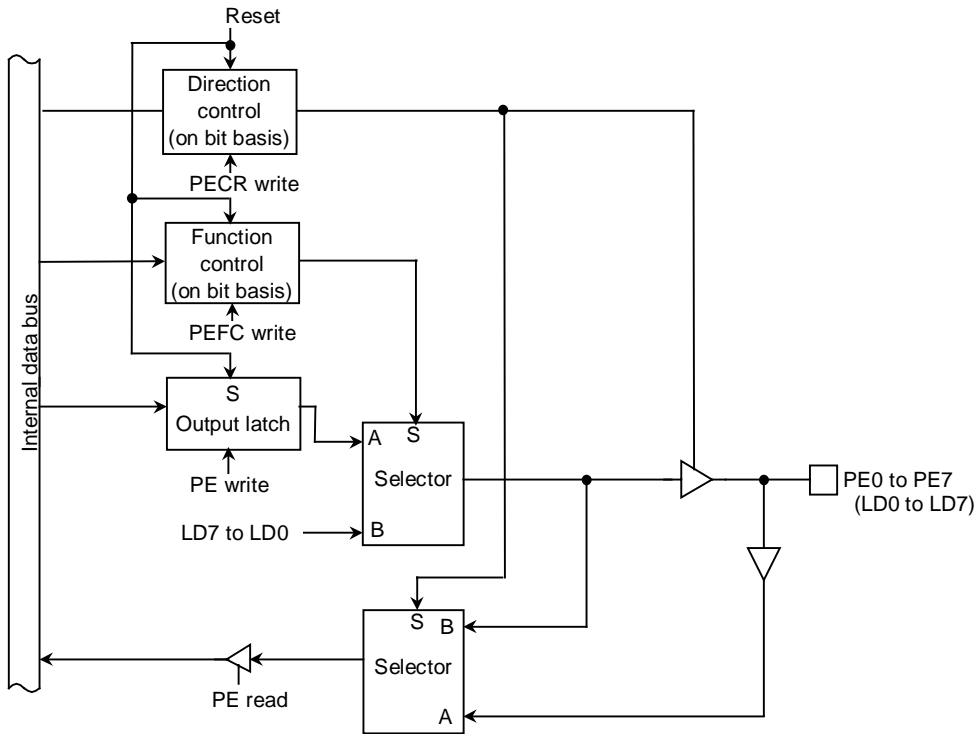 Reset
Direction
control
(on bit basis)
PECR write
Function
control
(on bit basis)
PEFC write
Internal data bus
S
Output latch
PE write
A
S
Selector
B
LD7 to LD0
PE0 to PE7
(LD0 to LD7)
S
B
Selector
A
PE read